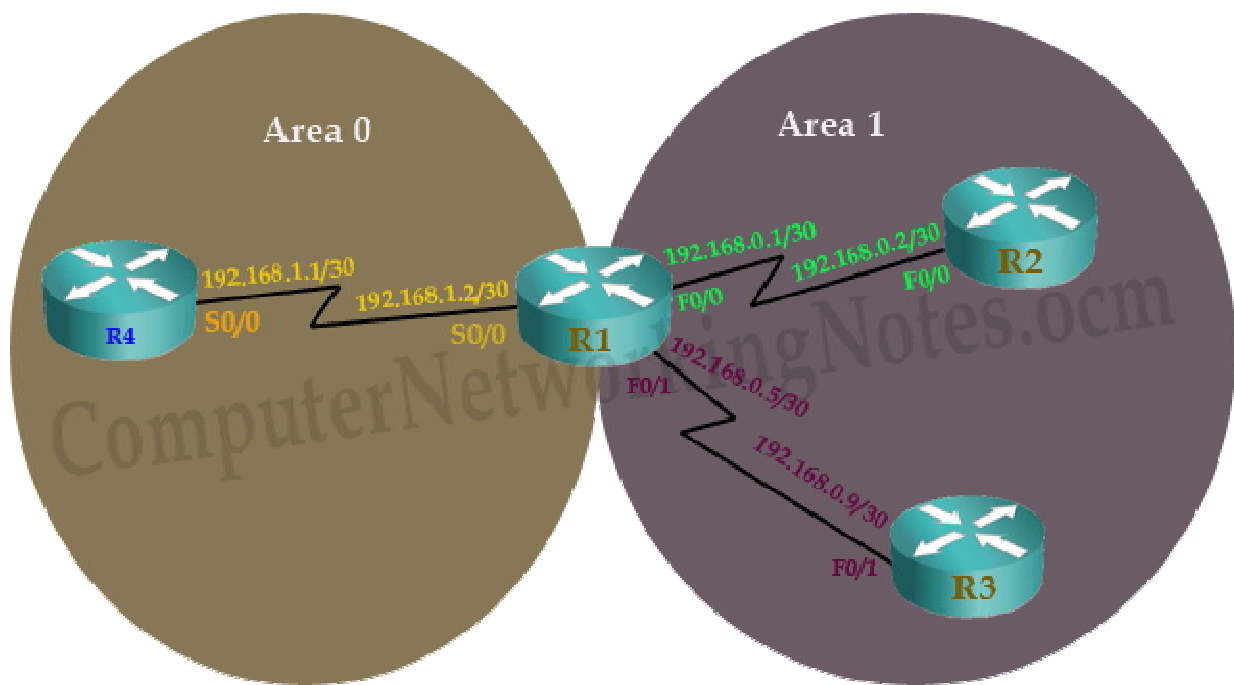 Area 0
Area 1
192.168.1.1/30
S0/0
R4
192.168.1.2/30
S0/0
R1
192.168.0.1/30
F0/0
192.168.0.2/30
F0/0
R2
192.168.0.5/30
F0/1
192.168.0.9/30
F0/1
R3
ComputerNetworkingNotes.ocm